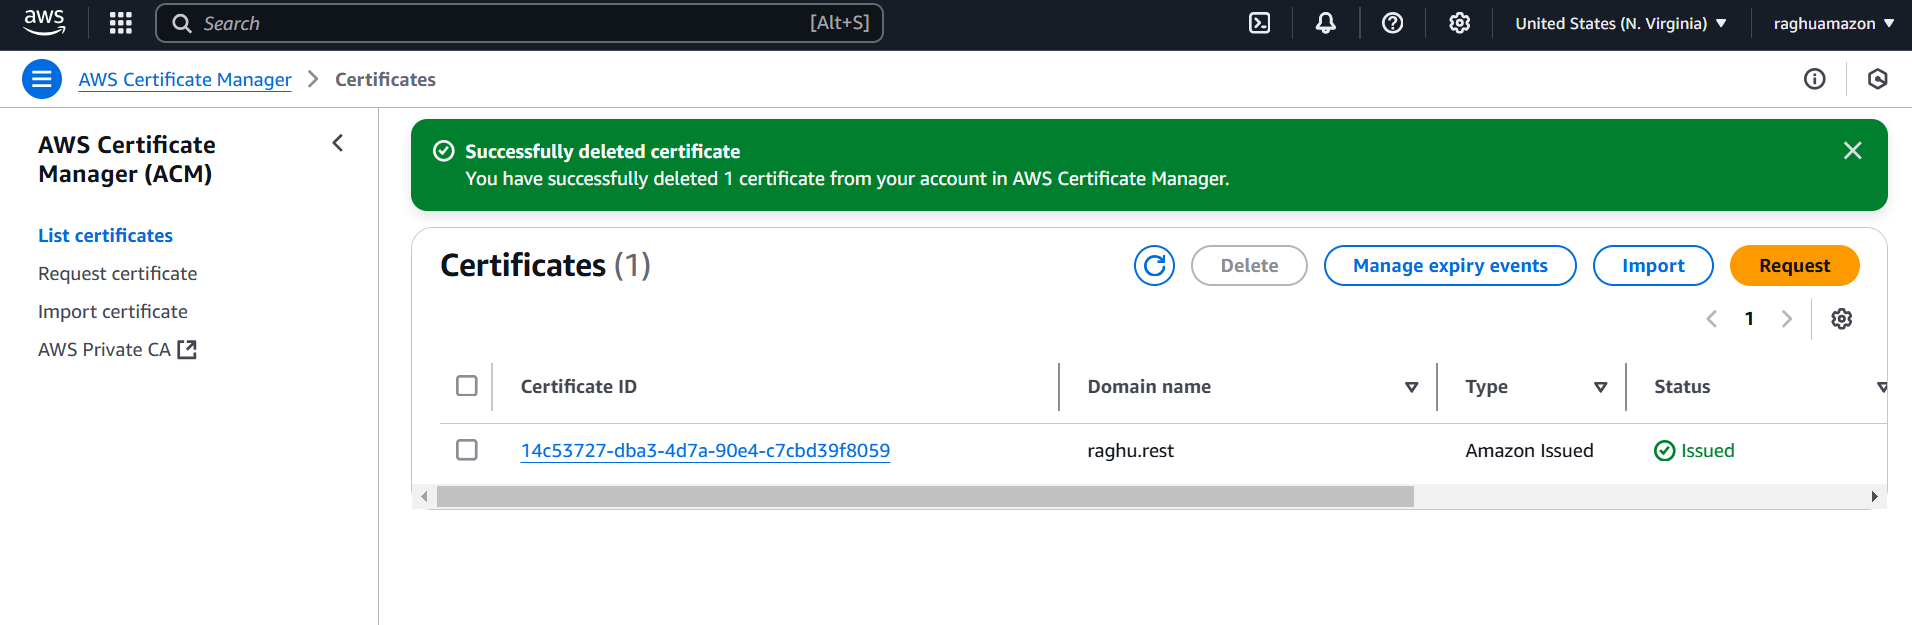 aws
Search [Alt+S]
United States (N. Virginia)
raghuamazon
AWS Certificate Manager
Certificates
AWS Certificate
Manager (ACM)
List certificates
Request certificate
Import certificate
AWS Private CA
Successfully deleted certificate
You have successfully deleted 1 certificate from your account in AWS Certificate Manager.
Certificates (1)
Delete
Manage expiry events
Import
Request
1
Certificate ID
Domain name
Type
Status
14c53727-dba3-4d7a-90e4-c7cbd39f8059
raghu.rest
Amazon Issued
Issued